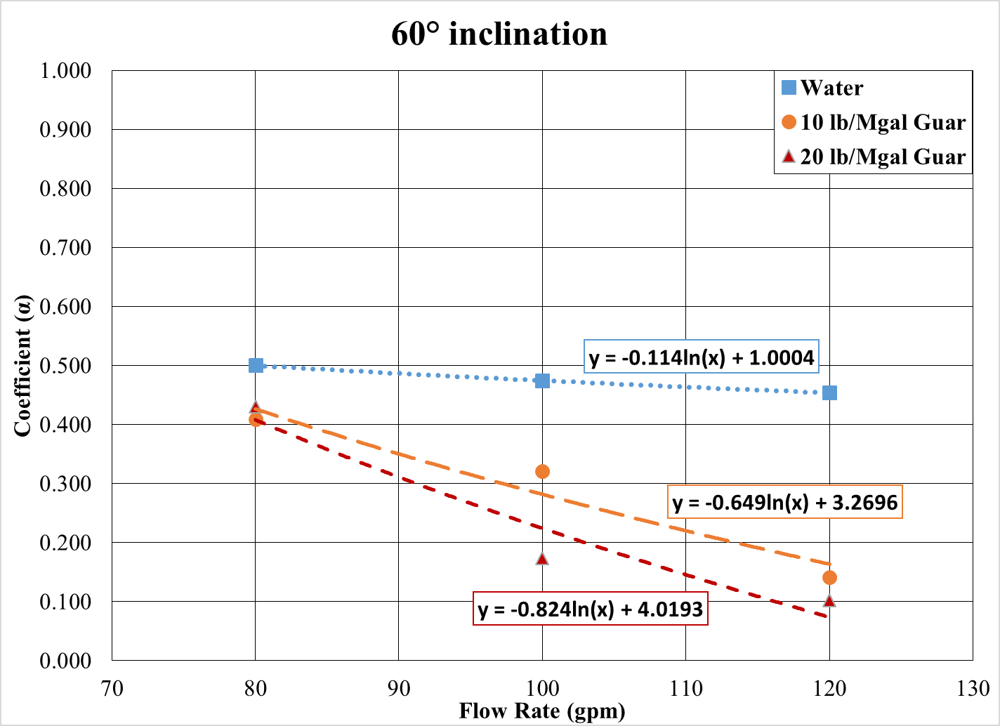 60° inclination
1.000
0.900
0.800
0.700
0.600
0.500
0.400
0.300
0.200
0.100
0.000
Coefficient (α)
Water
10 lb/Mgal Guar
20 lb/Mgal Guar
y = -0.114ln(x) + 1.0004
y = -0.649ln(x) + 3.2696
y = -0.824ln(x) + 4.0193
70 80 90 100 110 120 130
Flow Rate (gpm)